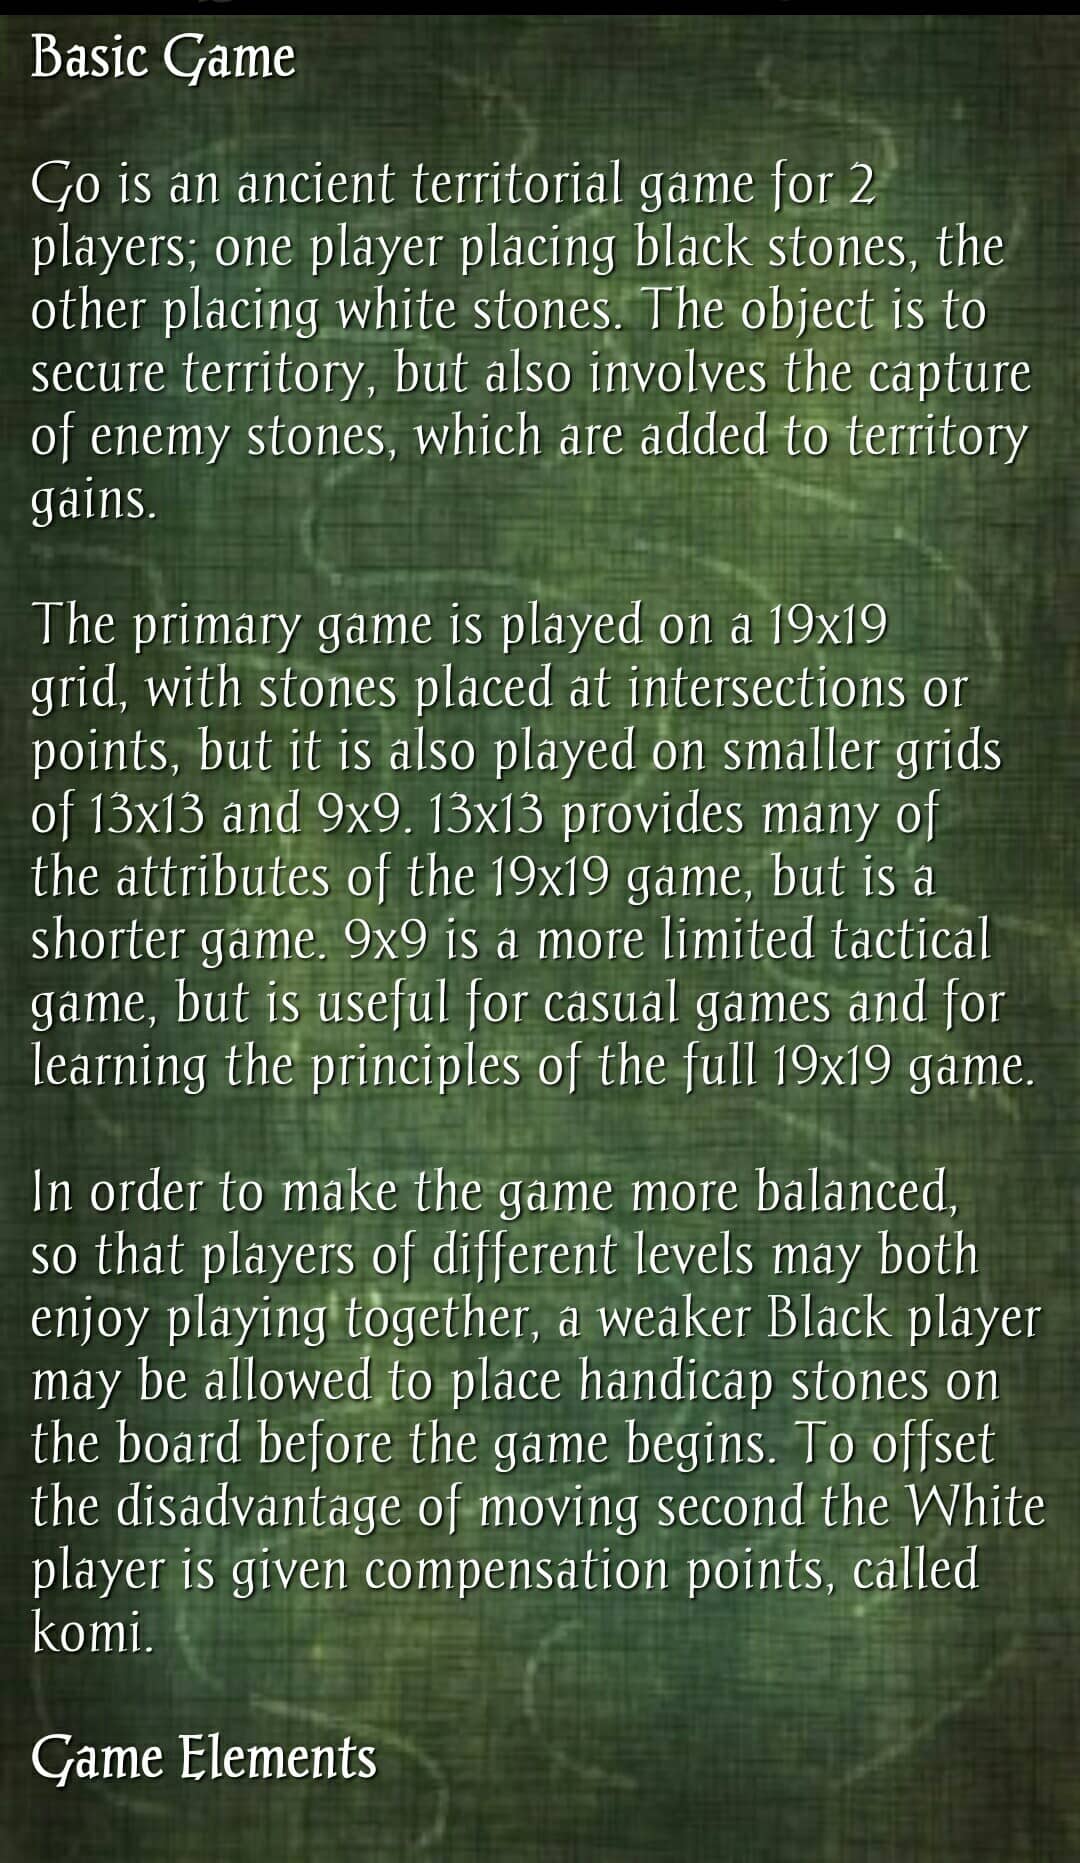 Basic Game
Go is an ancient territorial game for 2
players; one player placing black stones, the
other placing white stones. The object is to
secure territory, but also involves the capture
of enemy stones, which are added to territory
gains.
The primary game is played on a 19x19
grid, with stones placed at intersections or
points, but it is also played on smaller grids
of 13x13 and 9x9. 13x13 provides many of
the attributes of the 19x19 game, but is a
shorter game. 9x9 is a more limited tactical
game, but is useful for casual games and for
learning the principles of the full 19x19 game.
In order to make the game more balanced,
so that players of different levels may both
enjoy playing together, a weaker Black player
may be allowed to place handicap stones on
the board before the game begins. To offset
the disadvantage of moving second the White
player is given compensation points, called
komi.
Game Elements